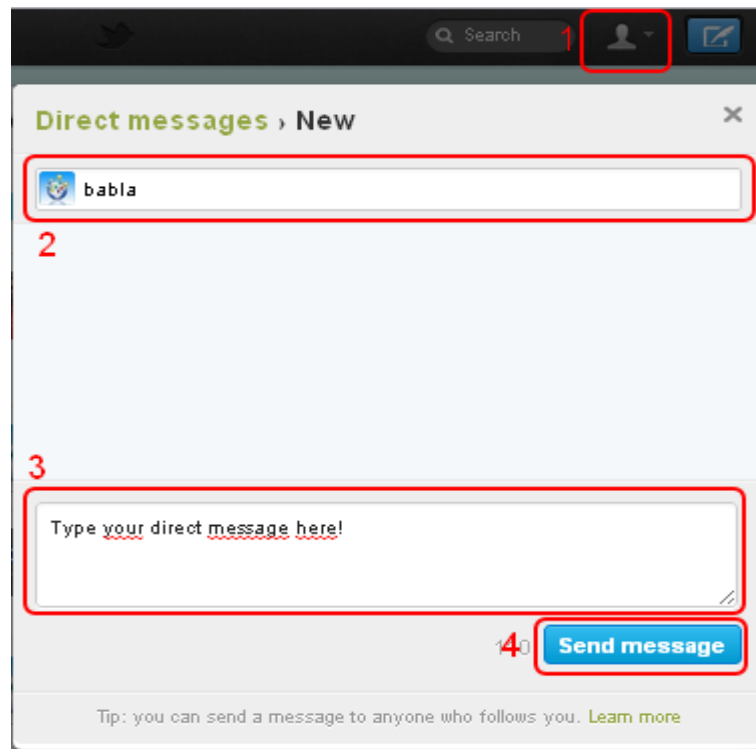 Search 1
Direct messages › New
babla
2
3
Type your direct message here!
4 Send message
Tip: you can send a message to anyone who follows you. Learn more